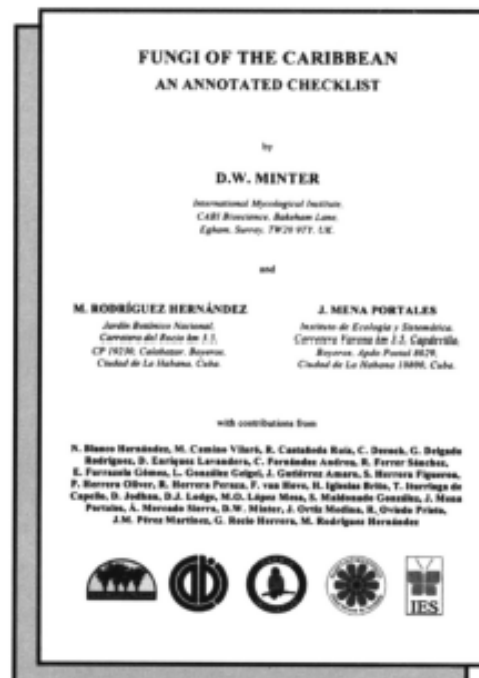 FUNGI OF THE CARIBBEAN
AN ANNOTATED CHECKLIST
by
D.W. MINTER
International Mycological Institute,
CABI Bioscience, Bakeham Lane,
Egham, Surrey, TW20 9TY, UK.
and
M. RODRÍGUEZ HERNÁNDEZ
Jardín Botánico Nacional,
Carretera del Rocío km 3.5,
CP 19230, Calabazar, Boyeros,
Ciudad de La Habana, Cuba.
J. MENA PORTALES
Instituto de Ecología y Sistemática,
Carretera Varona km 3.5, Capdevila,
Boyeros, Apdo Postal 8029,
Ciudad de La Habana 10800, Cuba.
with contributions from
N. Blanco Hernández, M. Camino Vilaró, R. Castañeda Ruiz, C. Decock, G. Delgado
Rodríguez, D. Enríquez Lavandera, C. Fernández Andreu, R. Ferrer Sánchez,
E. Furrazola Gómez, L. González Geigel, J. Gutiérrez Amaro, S. Herrera Figueroa,
P. Herrera Oliver, R. Herrera Peraza, F. van Hove, H. Iglesias Brito, T. Iturriaga de
Capello, D. Jodhan, D.J. Lodge, M.O. López Mesa, S. Maldonado González, J. Mena
Portales, A. Mercado Sierra, D.W. Minter, J. Ortiz Medina, R. Oviedo Prieto,
J.M. Pérez Martínez, G. Recio Herrera, M. Rodríguez Hernández
IES